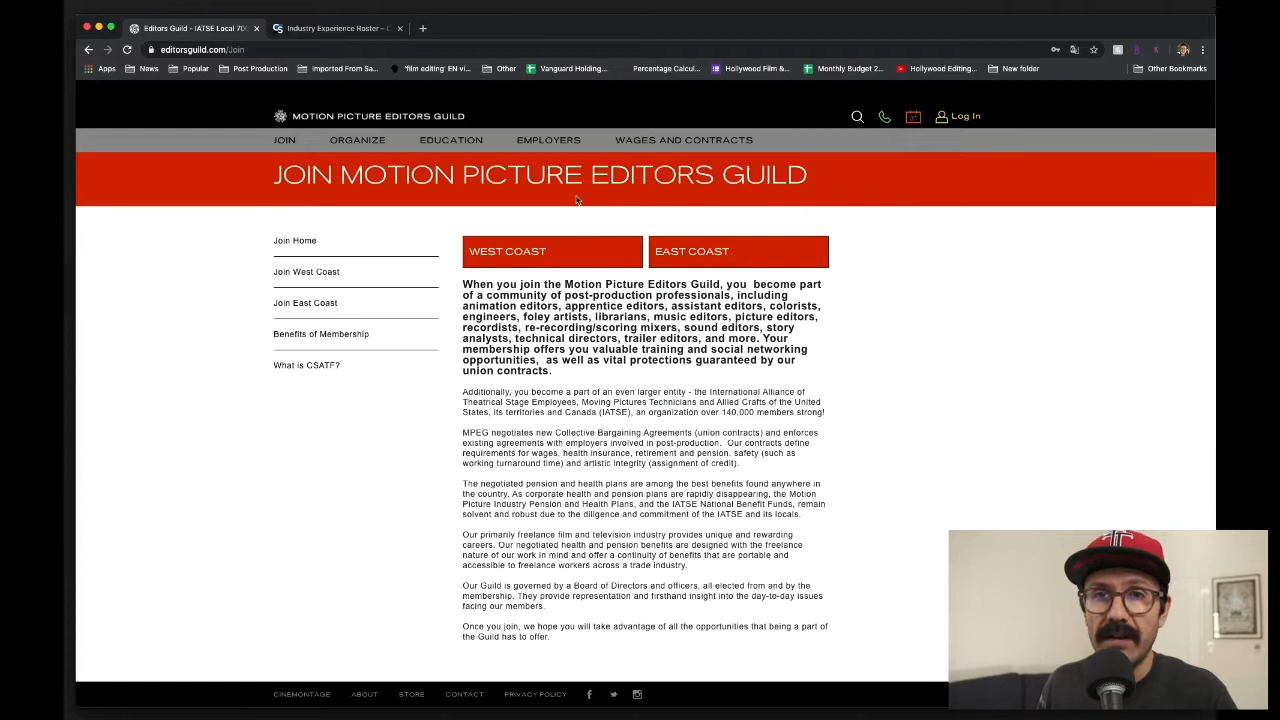 Editors Guild – IATSE Local 700
Industry Experience Roster – C
editorsguild.com/Join
Apps
News
Popular
Post Production
Imported From Sa...
'film editing' EN vi...
Other
Vanguard Holding...
Percentage Calcul...
Hollywood Film &...
Monthly Budget 2...
Hollywood Editing...
New folder
Other Bookmarks
MOTION PICTURE EDITORS GUILD
31
Log In
JOIN
ORGANIZE
EDUCATION
EMPLOYERS
WAGES AND CONTRACTS
JOIN MOTION PICTURE EDITORS GUILD
Join Home
Join West Coast
Join East Coast
Benefits of Membership
What is CSATF?
WEST COAST
EAST COAST
When you join the Motion Picture Editors Guild, you become part
of a community of post-production professionals, including
animation editors, apprentice editors, assistant editors, colorists,
engineers, foley artists, librarians, music editors, picture editors,
recordists, re-recording/scoring mixers, sound editors, story
analysts, technical directors, trailer editors, and more. Your
membership offers you valuable training and social networking
opportunities, as well as vital protections guaranteed by our
union contracts.
Additionally, you become a part of an even larger entity - the International Alliance of
Theatrical Stage Employees, Moving Pictures Technicians and Allied Crafts of the United
States, its territories and Canada (IATSE), an organization over 140,000 members strong!
MPEG negotiates new Collective Bargaining Agreements (union contracts) and enforces
existing agreements with employers involved in post-production. Our contracts define
requirements for wages, health insurance, retirement and pension, safety (such as
working turnaround time) and artistic integrity (assignment of credit).
The negotiated pension and health plans are among the best benefits found anywhere in
the country. As corporate health and pension plans are rapidly disappearing, the Motion
Picture Industry Pension and Health Plans, and the IATSE National Benefit Funds, remain
solvent and robust due to the diligence and commitment of the IATSE and its locals.
Our primarily freelance film and television industry provides unique and rewarding
careers. Our negotiated health and pension benefits are designed with the freelance
nature of our work in mind and offer a continuity of benefits that are portable and
accessible to freelance workers across a trade industry.
Our Guild is governed by a Board of Directors and officers, all elected from and by the
membership. They provide representation and firsthand insight into the day-to-day issues
facing our members.
Once you join, we hope you will take advantage of all the opportunities that being a part of
the Guild has to offer.
CINEMONTAGE
ABOUT
STORE
CONTACT
PRIVACY POLICY